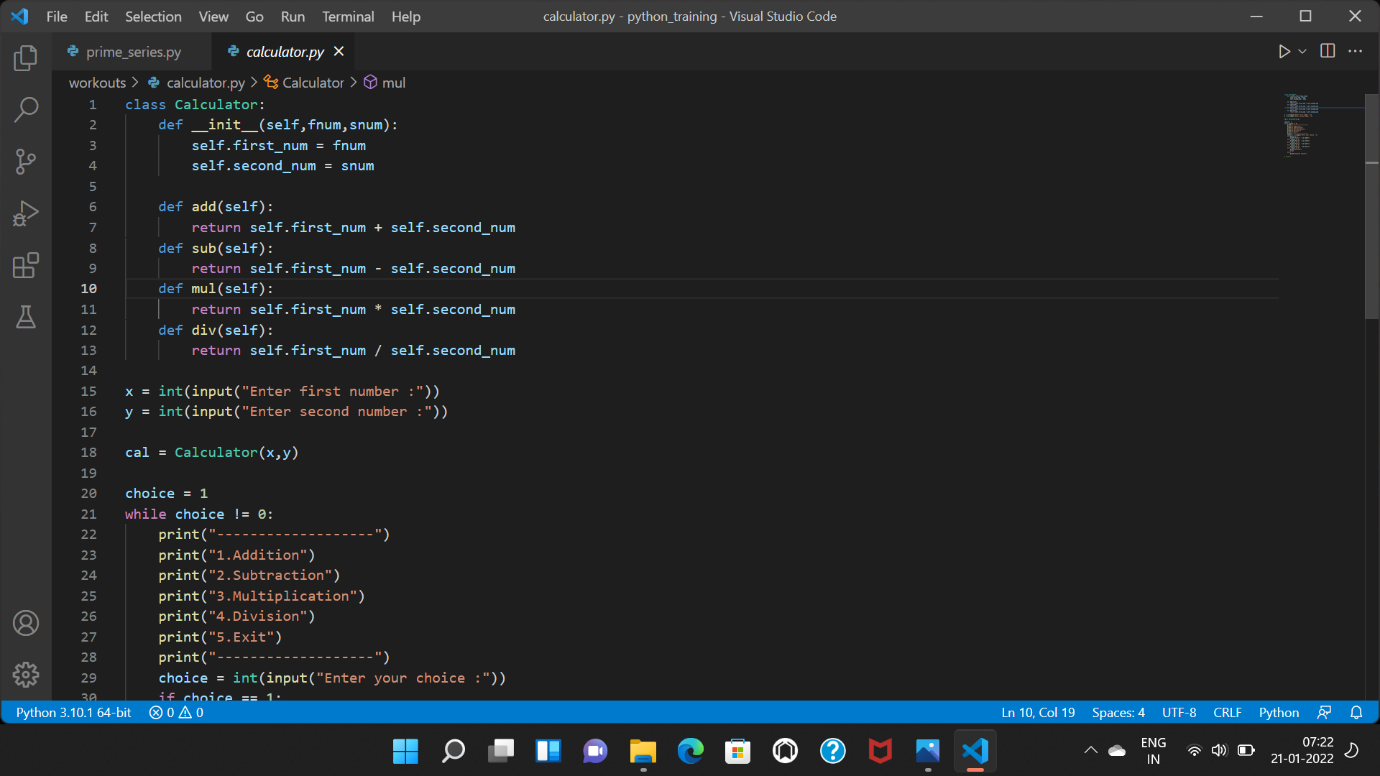 File Edit Selection View Go Run Terminal Help calculator.py - python_training - Visual Studio Code
prime_series.py calculator.py
workouts > calculator.py > Calculator > mul
1 class Calculator:
2 def __init__(self,fnum,snum):
3 self.first_num = fnum
4 self.second_num = snum
5
6 def add(self):
7 return self.first_num + self.second_num
8 def sub(self):
9 return self.first_num - self.second_num
10 def mul(self):
11 return self.first_num * self.second_num
12 def div(self):
13 return self.first_num / self.second_num
14
15 x = int(input("Enter first number :"))
16 y = int(input("Enter second number :"))
17
18 cal = Calculator(x,y)
19
20 choice = 1
21 while choice != 0:
22 print("-------------------")
23 print("1.Addition")
24 print("2.Subtraction")
25 print("3.Multiplication")
26 print("4.Division")
27 print("5.Exit")
28 print("-------------------")
29 choice = int(input("Enter your choice :"))
30 if choice == 1:
Python 3.10.1 64-bit 0 0 Ln 10, Col 19 Spaces: 4 UTF-8 CRLF Python
ENG 07:22
IN 21-01-2022